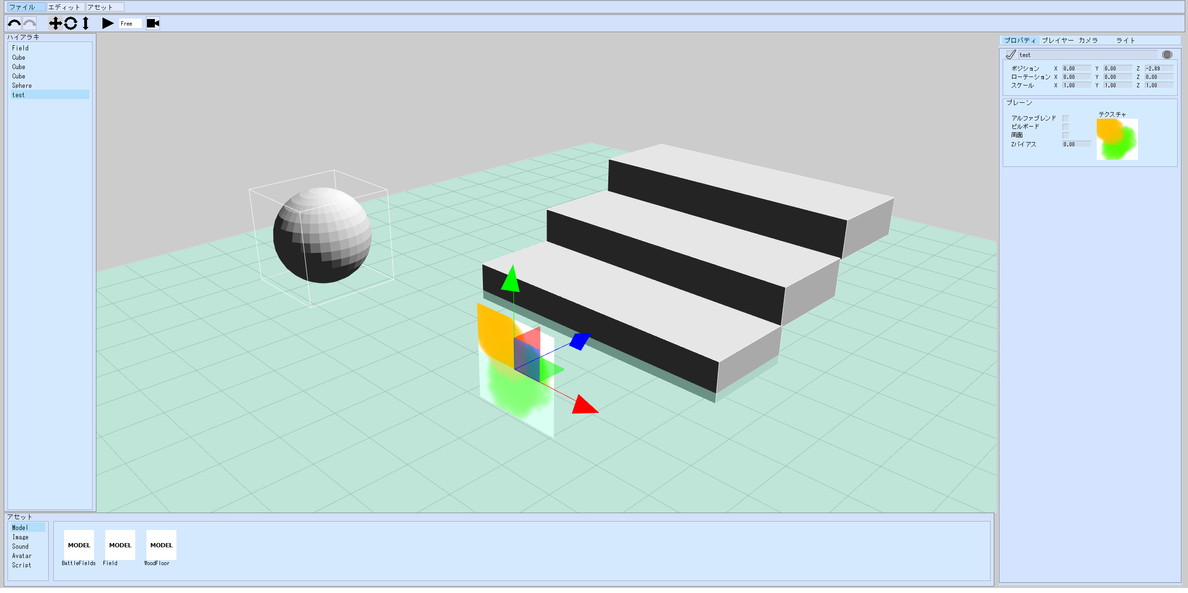 ファイル エディット アセット
Free
ハイアラキ
Field
Cube
Cube
Cube
Sphere
test
プロパティ プレイヤー カメラ ライト
test
ポジション X 0.00 Y 0.00 Z -2.89
ローテーション X 0.00 Y 0.00 Z 0.00
スケール X 1.00 Y 1.00 Z 1.00
プレーン
アルファブレンド
ビルボード
両面
Zバイアス 0.00
テクスチャ
アセット
Model
Image
Sound
Avatar
Script
MODEL MODEL MODEL
BattleFields Field WoodFloor